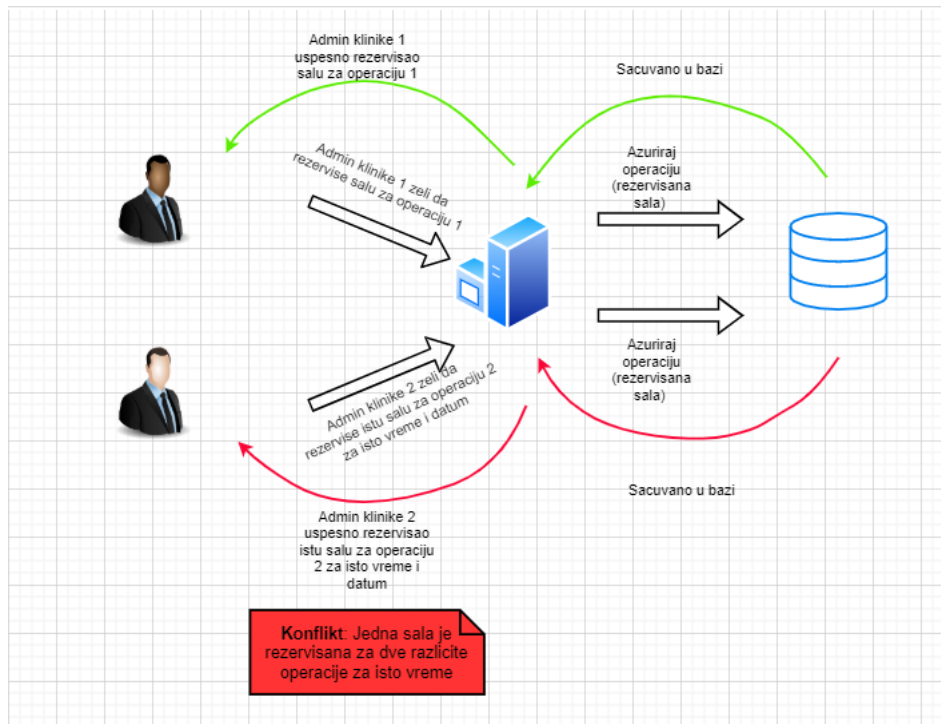 Admin klinike 1
uspesno rezervisao
salu za operaciju 1
Sacuvano u bazi
Admin klinike 1 zeli da
rezervise salu za operaciju 1
Azuriraj
operaciju
(rezervisana
sala)
Admin klinike 2 zeli da
rezervise istu salu za operaciju 2
za isto vreme i datum
Azuriraj
operaciju
(rezervisana
sala)
Sacuvano u bazi
Admin klinike 2
uspesno rezervisao
istu salu za operaciju
2 za isto vreme i
datum
Konflikt: Jedna sala je
rezervisana za dve razlicite
operacije za isto vreme